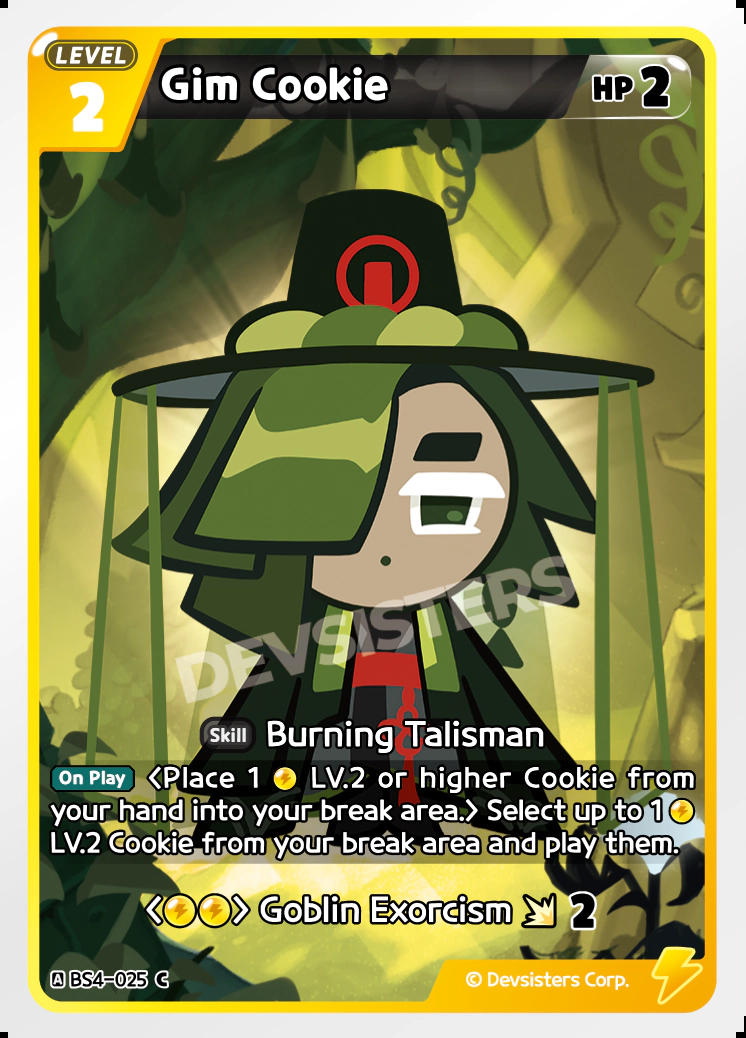 LEVEL
2
Gim Cookie
HP 2
DEVSISTERS
Skill Burning Talisman
On Play <Place 1 LV.2 or higher Cookie from
your hand into your break area.> Select up to 1
LV.2 Cookie from your break area and play them.
< > Goblin Exorcism 2
A BS4-025 C
© Devsisters Corp.